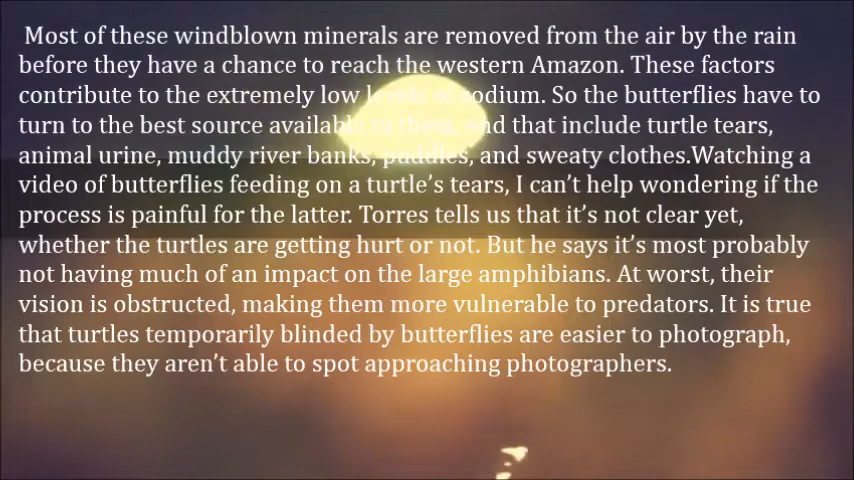 Most of these windblown minerals are removed from the air by the rain
before they have a chance to reach the western Amazon. These factors
contribute to the extremely low levels of sodium. So the butterflies have to
turn to the best source available to them, and that include turtle tears,
animal urine, muddy river banks, puddles, and sweaty clothes.Watching a
video of butterflies feeding on a turtle’s tears, I can’t help wondering if the
process is painful for the latter. Torres tells us that it’s not clear yet,
whether the turtles are getting hurt or not. But he says it’s most probably
not having much of an impact on the large amphibians. At worst, their
vision is obstructed, making them more vulnerable to predators. It is true
that turtles temporarily blinded by butterflies are easier to photograph,
because they aren’t able to spot approaching photographers.